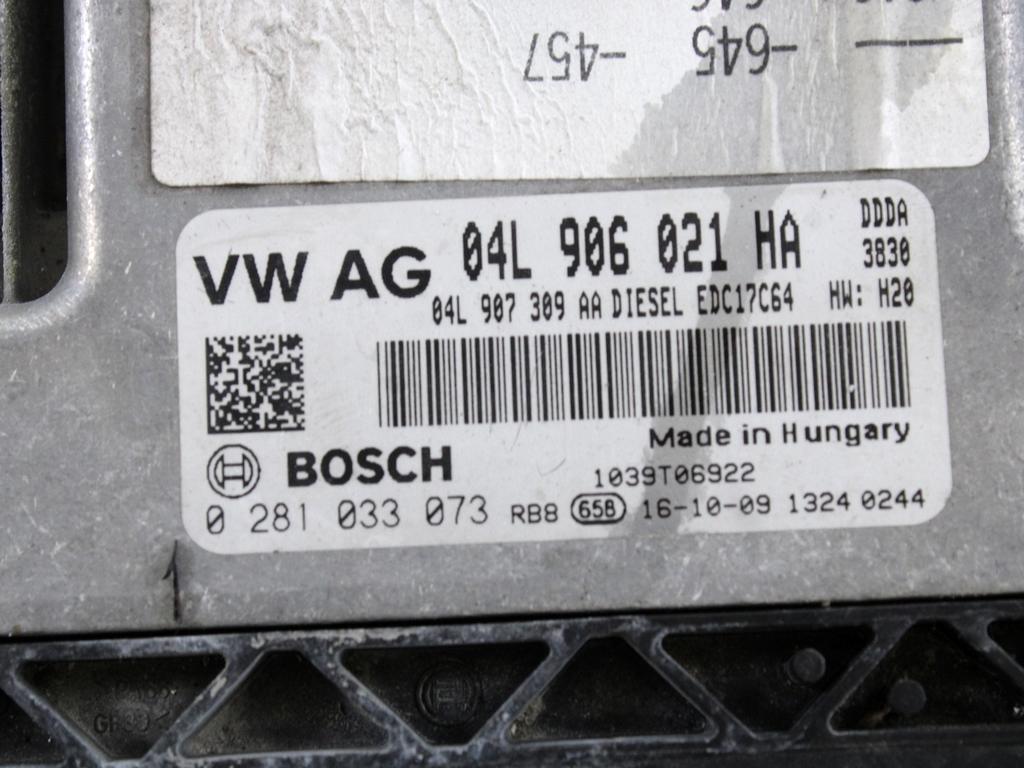 -645 -457
VW AG 04L 906 021 HA DDDA
3830
04L 907 309 AA DIESEL EDC17C64 HW: H20
Made in Hungary
BOSCH 1039T06922
0 281 033 073 RB8 658 16-10-09 1324 0244